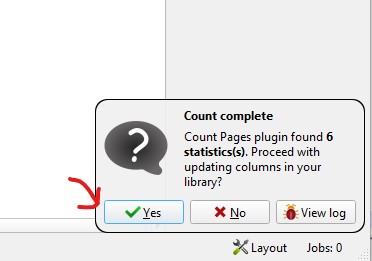 Count complete
Count Pages plugin found 6
statistics(s). Proceed with
updating columns in your
library?
Yes
No
View log
Layout
Jobs: 0